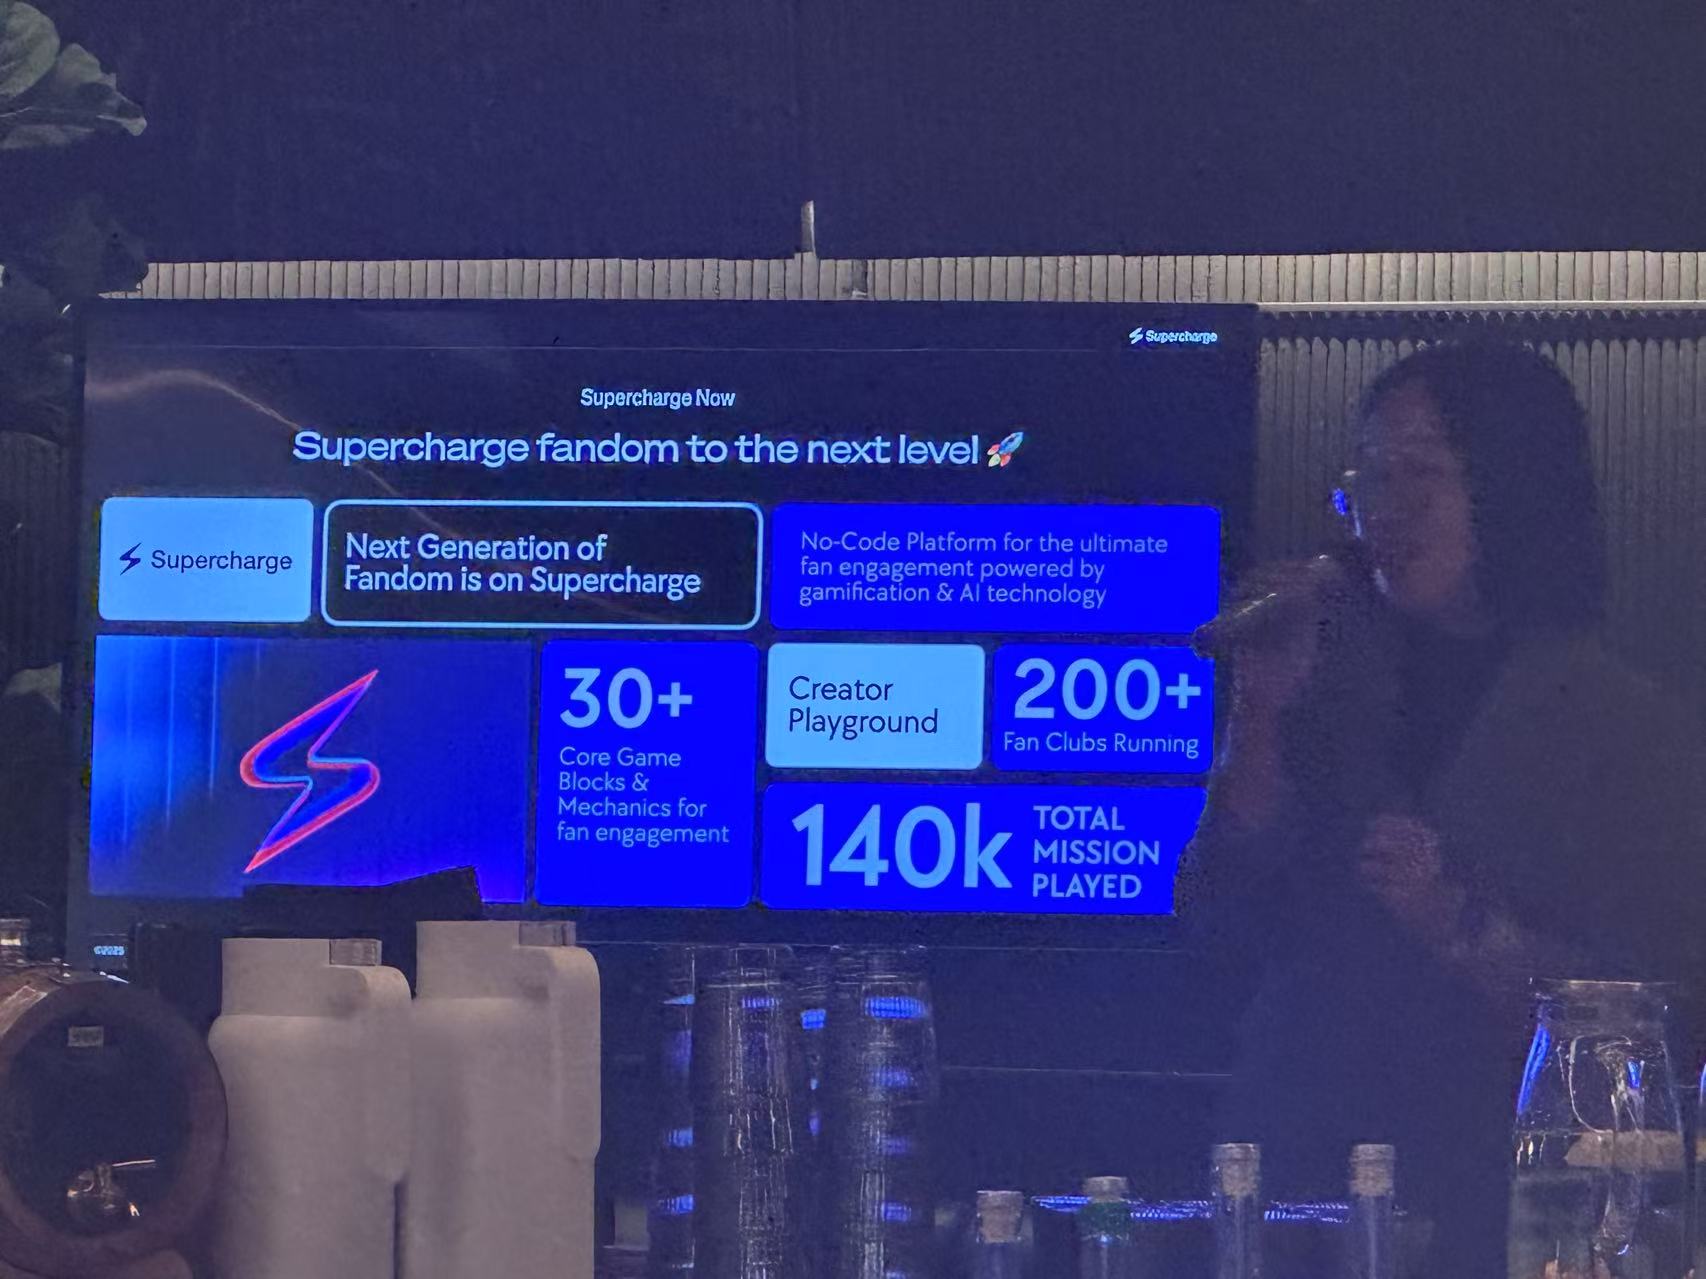 Supercharge
Supercharge Now
Supercharge fandom to the next level 🚀
Supercharge
Next Generation of
Fandom is on Supercharge
No-Code Platform for the ultimate
fan engagement powered by
gamification & AI technology
30+
Core Game
Blocks &
Mechanics for
fan engagement
Creator
Playground
200+
Fan Clubs Running
140k
TOTAL
MISSION
PLAYED
©2025